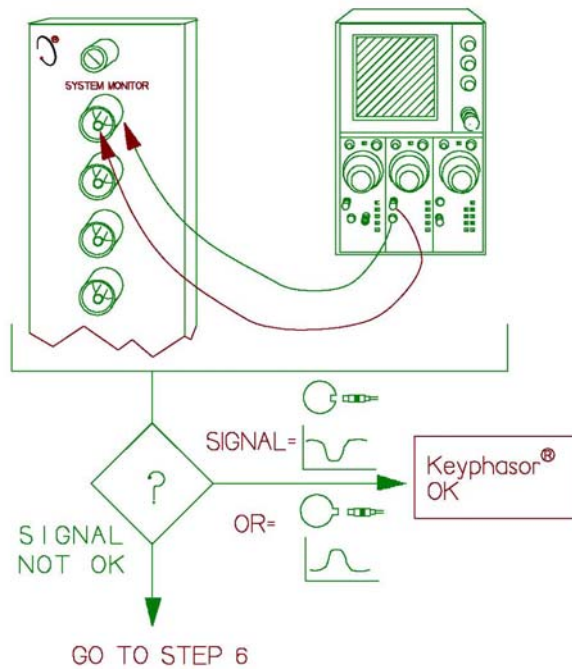 SYSTEM MONITOR
SIGNAL=
Keyphasor®
OK
?
OR=
SIGNAL
NOT OK
GO TO STEP 6